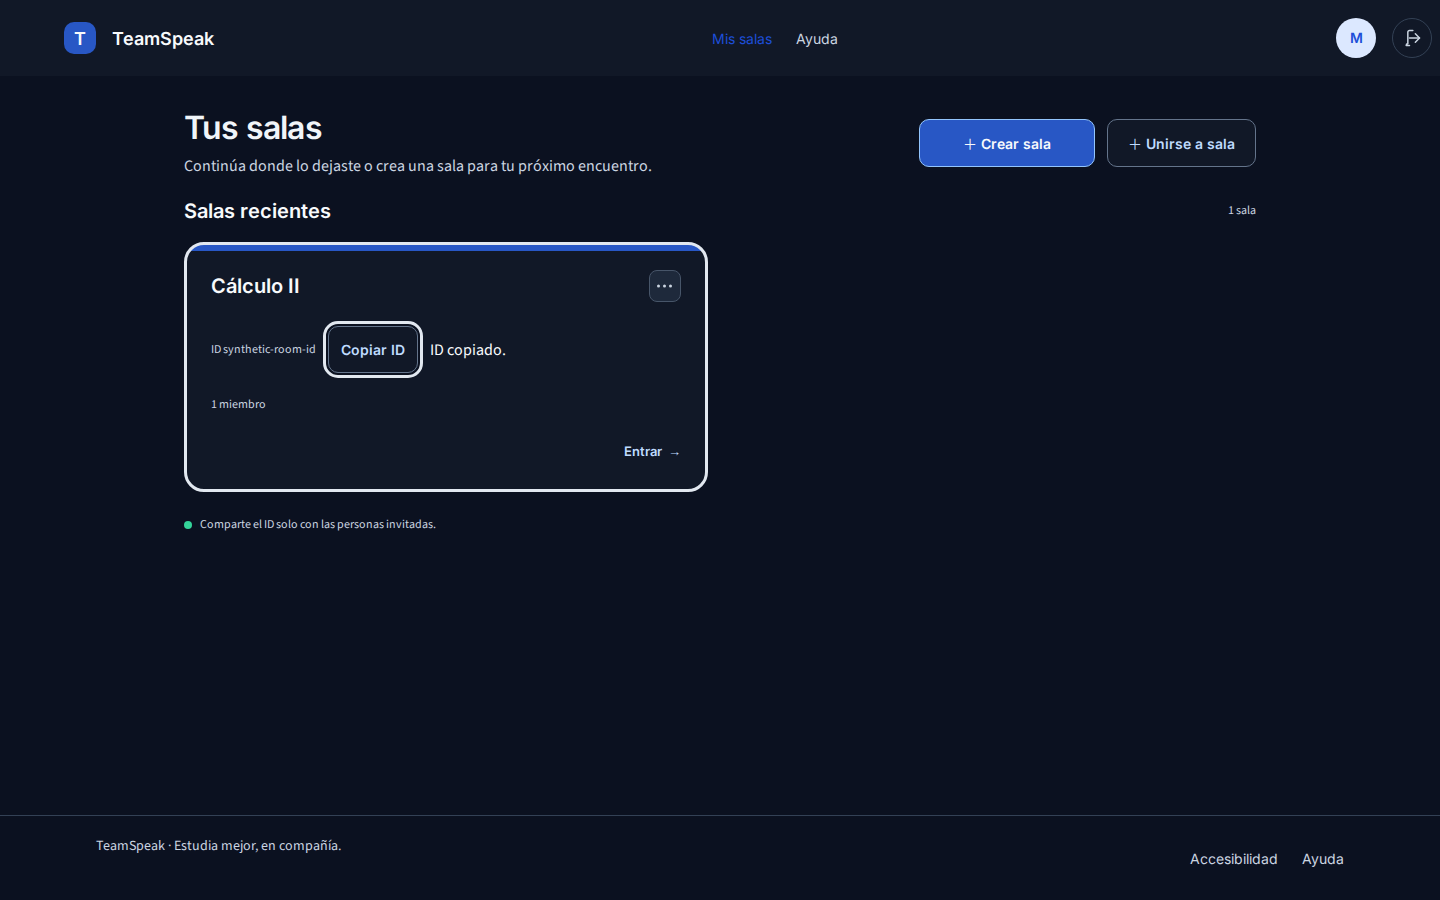 T TeamSpeak Mis salas Ayuda M
Tus salas
+ Crear sala + Unirse a sala
Continúa donde lo dejaste o crea una sala para tu próximo encuentro.
Salas recientes 1 sala
Cálculo II ...
ID synthetic-room-id Copiar ID ID copiado.
1 miembro
Entrar →
Comparte el ID solo con las personas invitadas.
TeamSpeak · Estudia mejor, en compañía.
Accesibilidad Ayuda